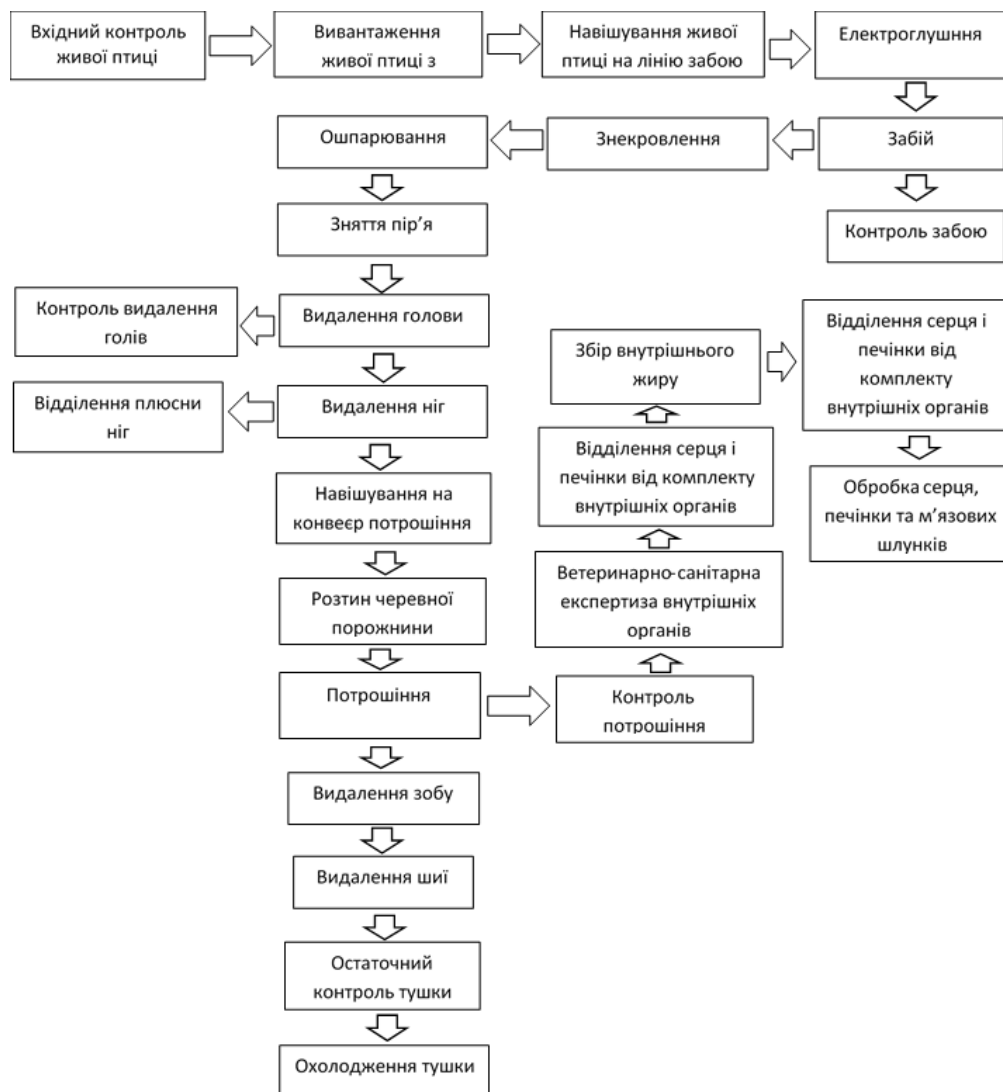 Вхідний контроль
живої птиці
Вивантаження
живої птиці з
Навішування живої
птиці на лінію забою
Електроглушння
Ошпарювання
Знекровлення
Забій
Контроль забою
Зняття пір’я
Контроль видалення
голів
Видалення голови
Відділення плюсни
ніг
Видалення ніг
Навішування на
конвеєр потрошіння
Розтин черевної
порожнини
Потрошіння
Контроль
потрошіння
Ветеринарно-санітарна
експертиза внутрішніх
органів
Відділення серця і
печінки від комплекту
внутрішніх органів
Збір внутрішнього
жиру
Відділення серця і
печінки від
комплекту
внутрішніх органів
Обробка серця,
печінки та м’язових
шлунків
Видалення зобу
Видалення шиї
Остаточний
контроль тушки
Охолодження тушки